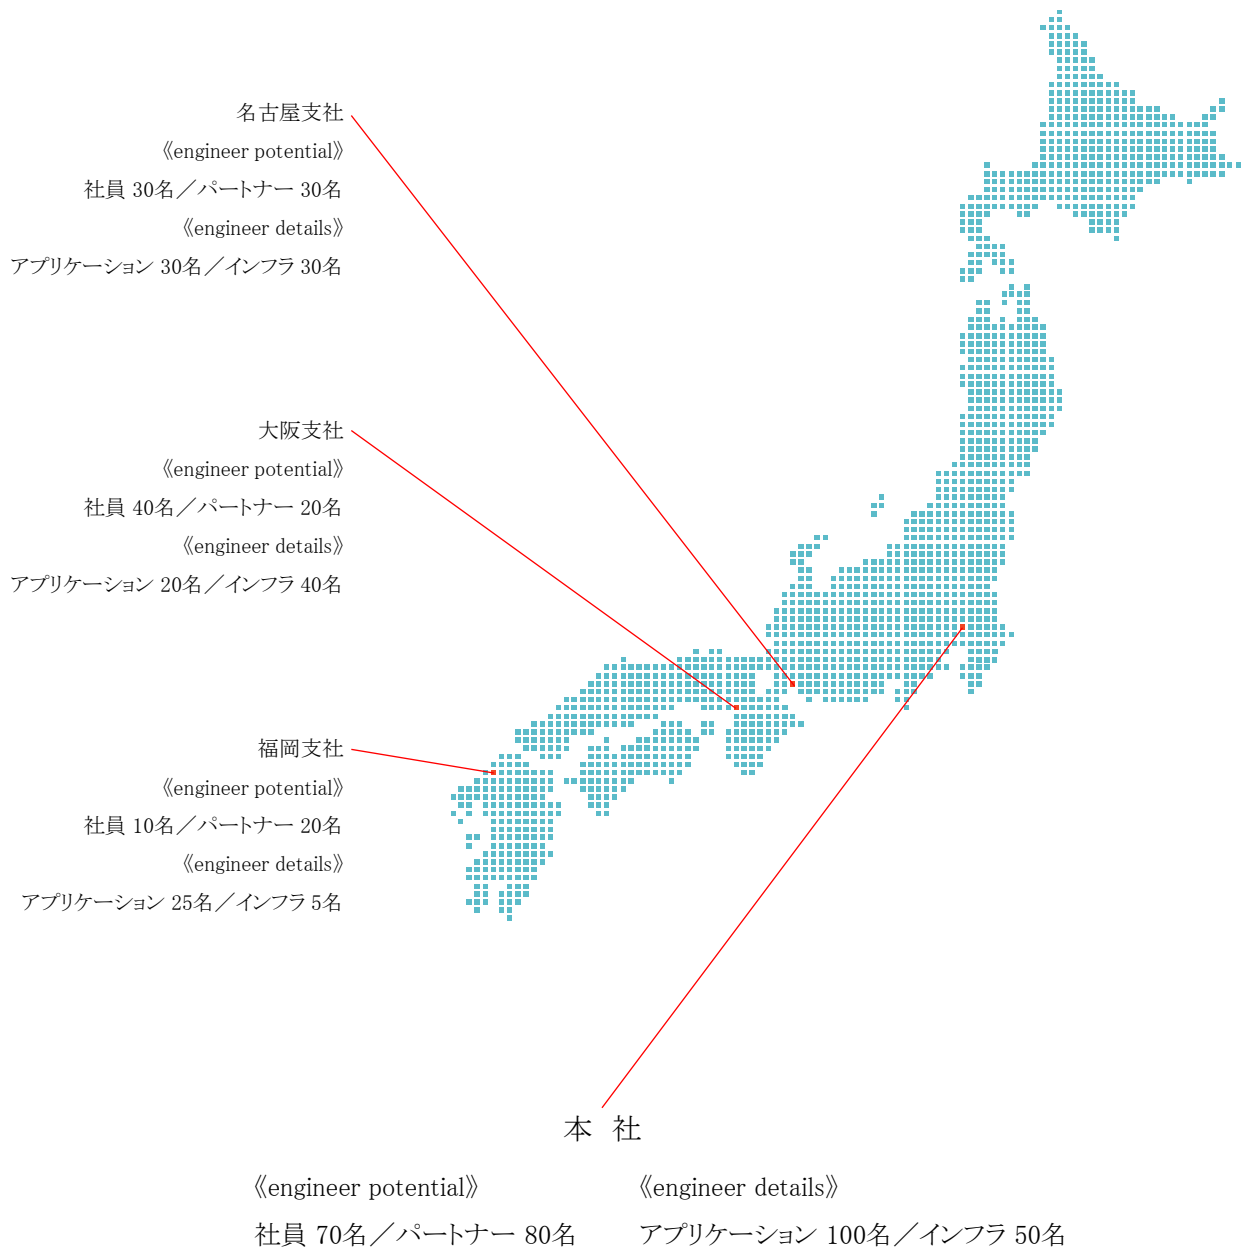 名古屋支社
《engineer potential》
社員 30名／パートナー 30名
《engineer details》
アプリケーション 30名／インフラ 30名
大阪支社
《engineer potential》
社員 40名／パートナー 20名
《engineer details》
アプリケーション 20名／インフラ 40名
福岡支社
《engineer potential》
社員 10名／パートナー 20名
《engineer details》
アプリケーション 25名／インフラ 5名
本 社
《engineer potential》
社員 70名／パートナー 80名
《engineer details》
アプリケーション 100名／インフラ 50名